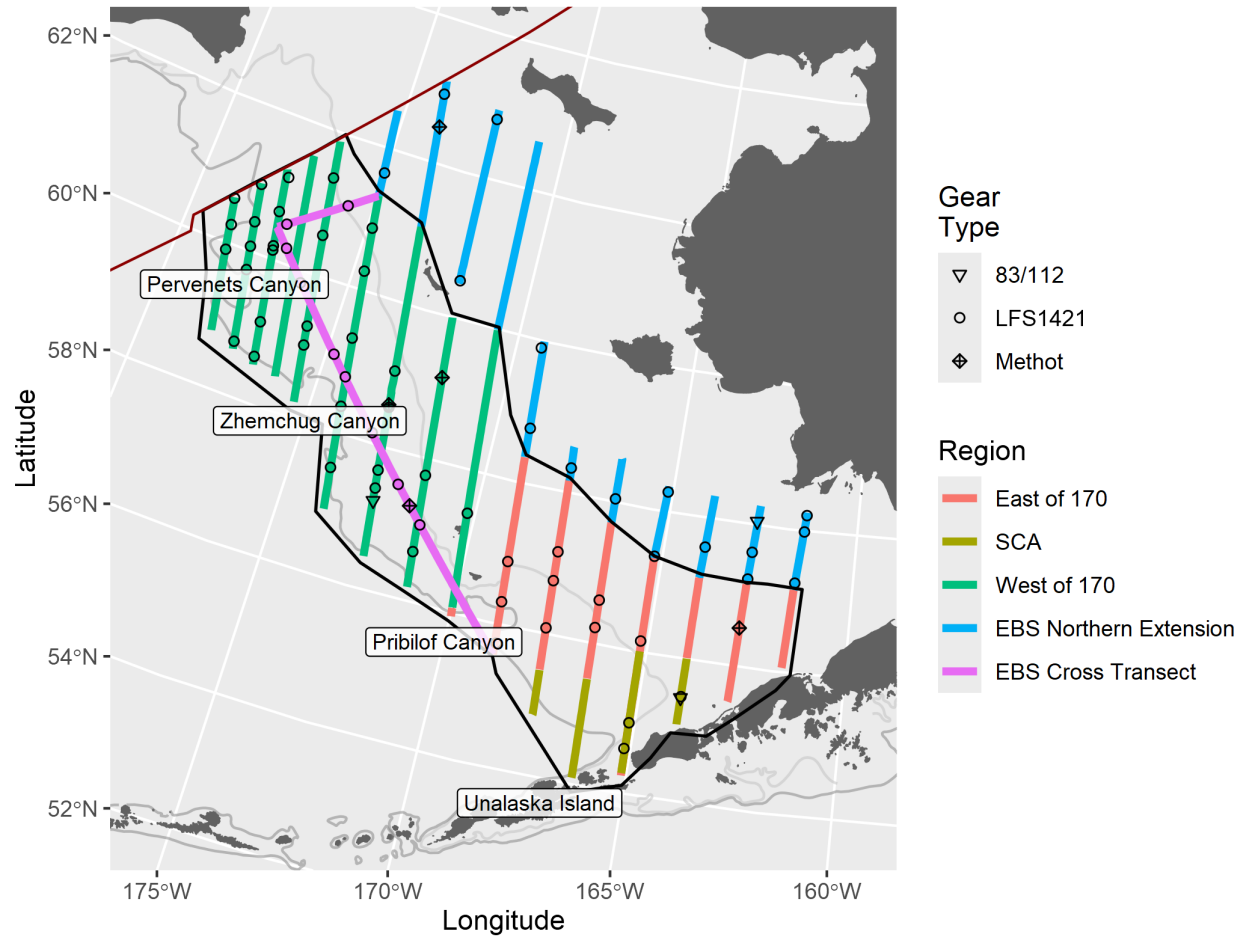 62°N
60°N
58°N
56°N
54°N
52°N
Latitude
Pervenets Canyon
Zhemchug Canyon
Pribilof Canyon
Unalaska Island
175°W
170°W
165°W
160°W
Longitude
Gear
Type
83/112
LFS1421
Methot
Region
East of 170
SCA
West of 170
EBS Northern Extension
EBS Cross Transect